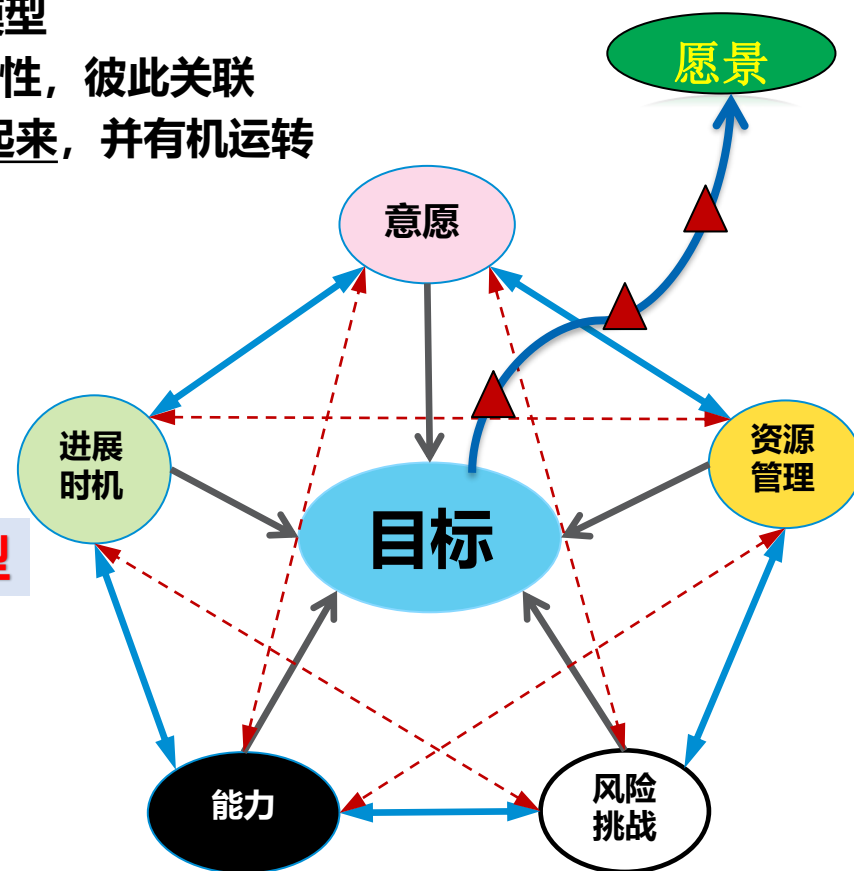 型
性，彼此关联
起来，并有机运转
愿景
意愿
进展
时机
资源
管理
目标
型
能力
风险
挑战